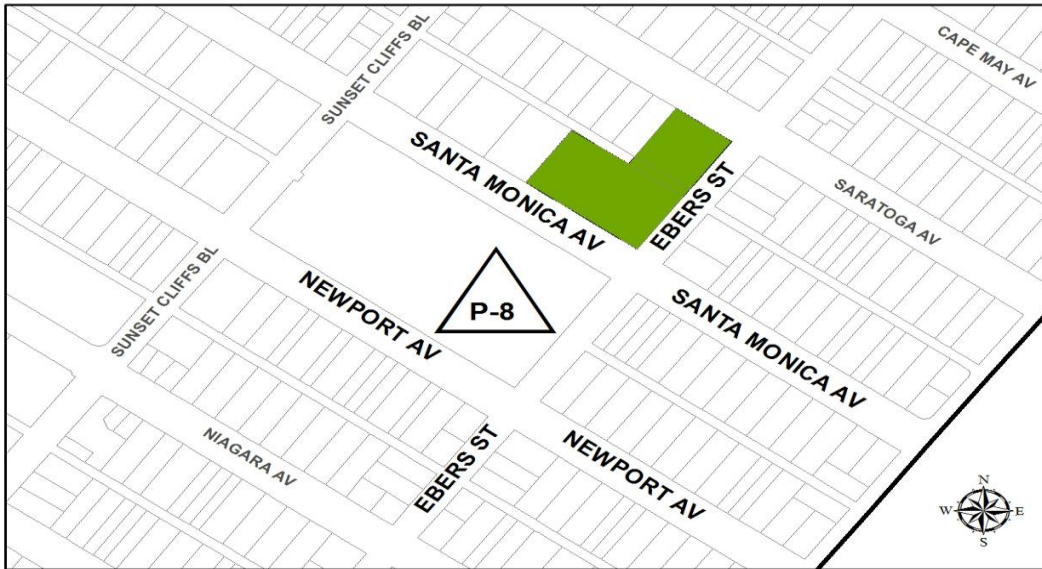 SUNSET CLIFFS BL
CAPE MAY AV
SANTA MONICA AV
EBERS ST
SARATOGA AV
SUNSET CLIFFS BL
NEWPORT AV
P-8
SANTA MONICA AV
NIAGARA AV
EBERS ST
NEWPORT AV
N
W E
S